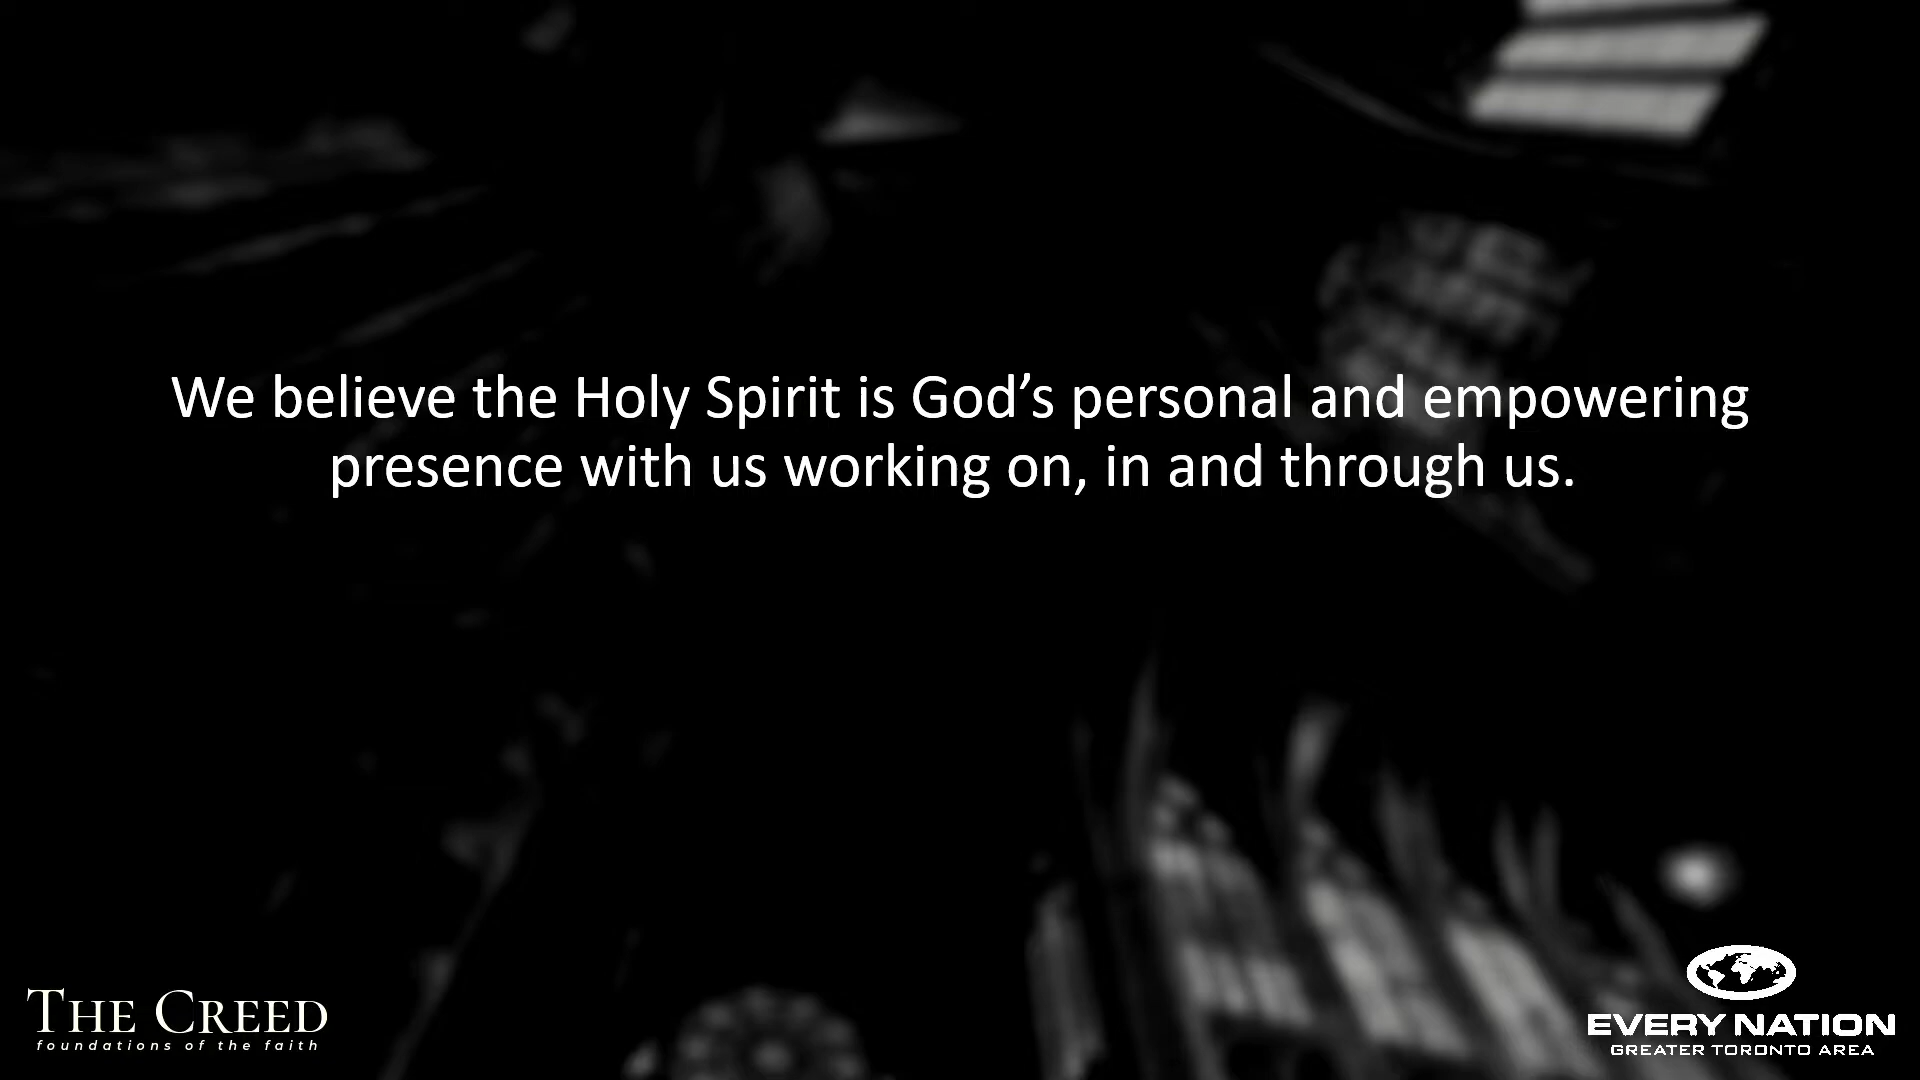 We believe the Holy Spirit is God’s personal and empowering
presence with us working on, in and through us.
THE CREED
foundations of the faith
EVERY NATION
GREATER TORONTO AREA